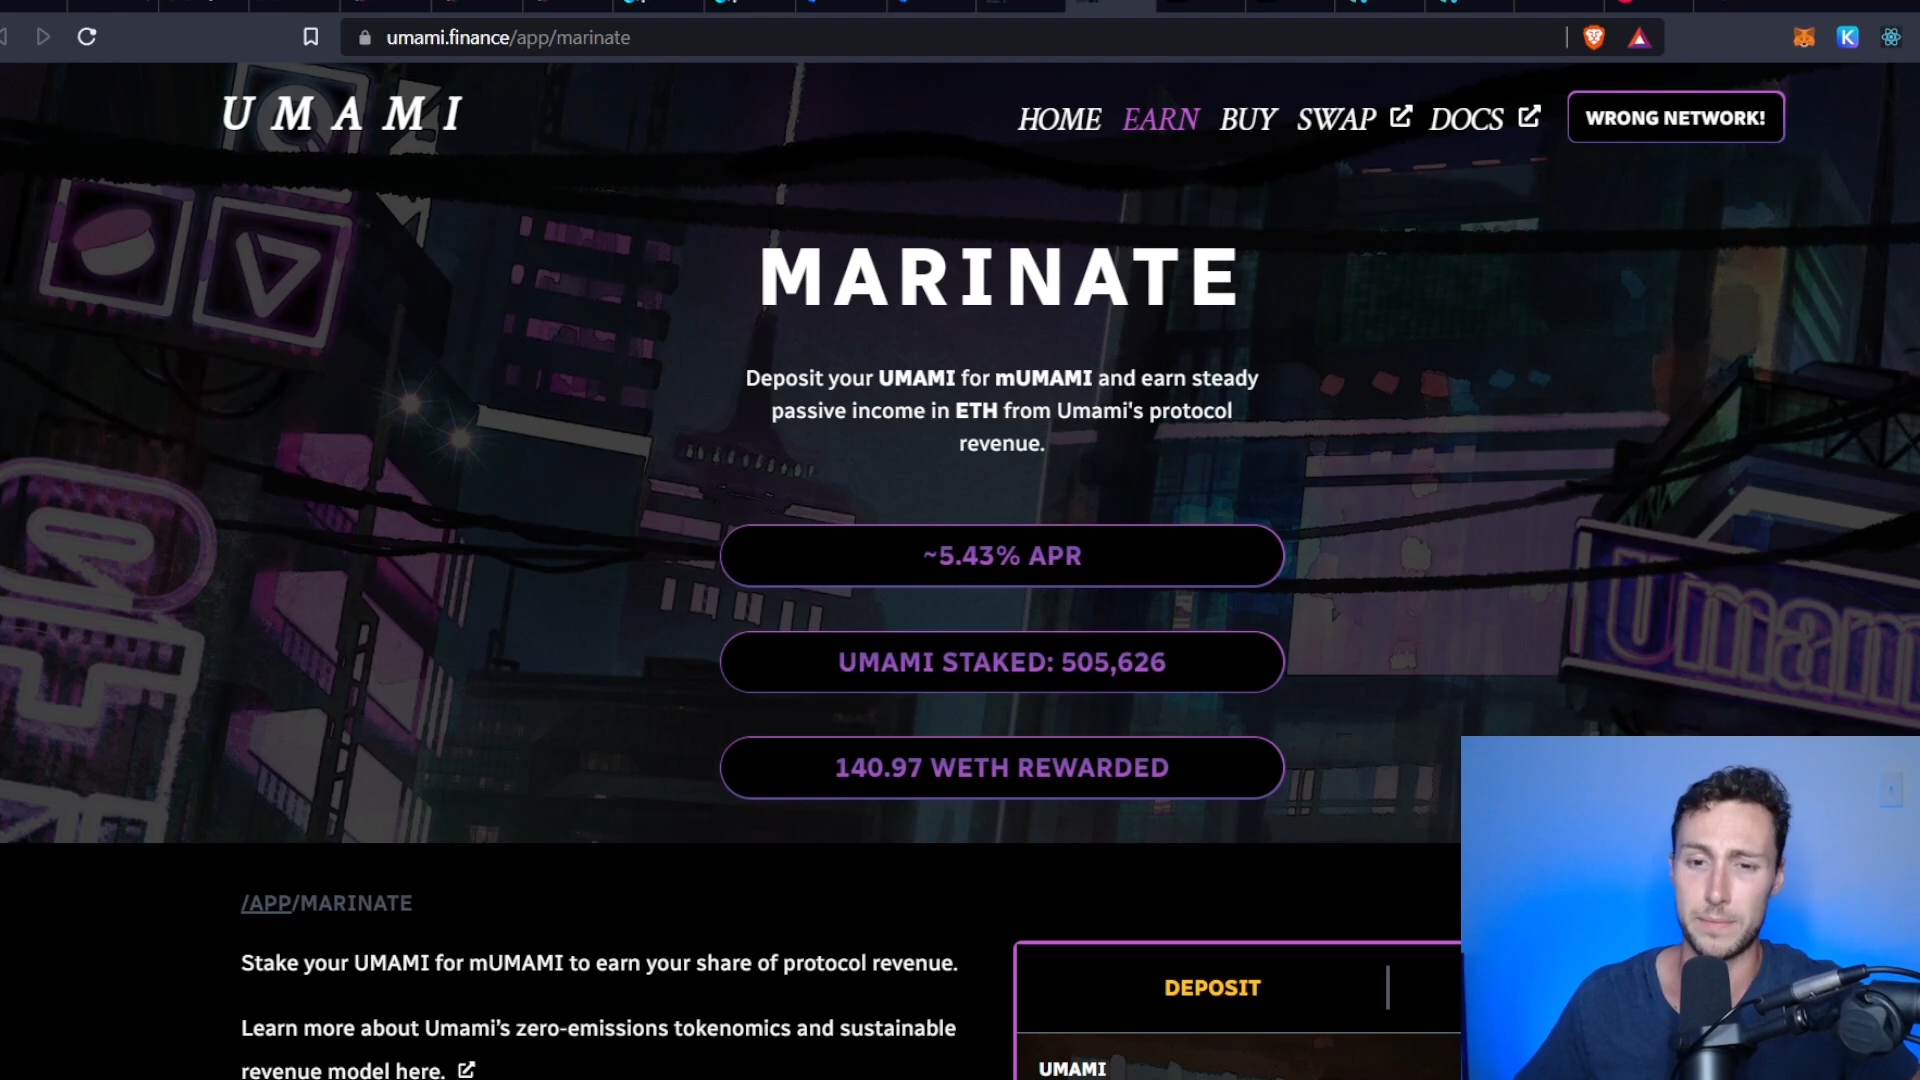 umami.finance/app/marinate
UMAMI
HOME EARN BUY SWAP DOCS WRONG NETWORK!
MARINATE
Deposit your UMAMI for mUMAMI and earn steady
passive income in ETH from Umami's protocol
revenue.
~5.43% APR
UMAMI STAKED: 505,626
140.97 WETH REWARDED
Umam
/APP/MARINATE
Stake your UMAMI for mUMAMI to earn your share of protocol revenue.
Learn more about Umami’s zero-emissions tokenomics and sustainable
revenue model here.
DEPOSIT
UMAMI